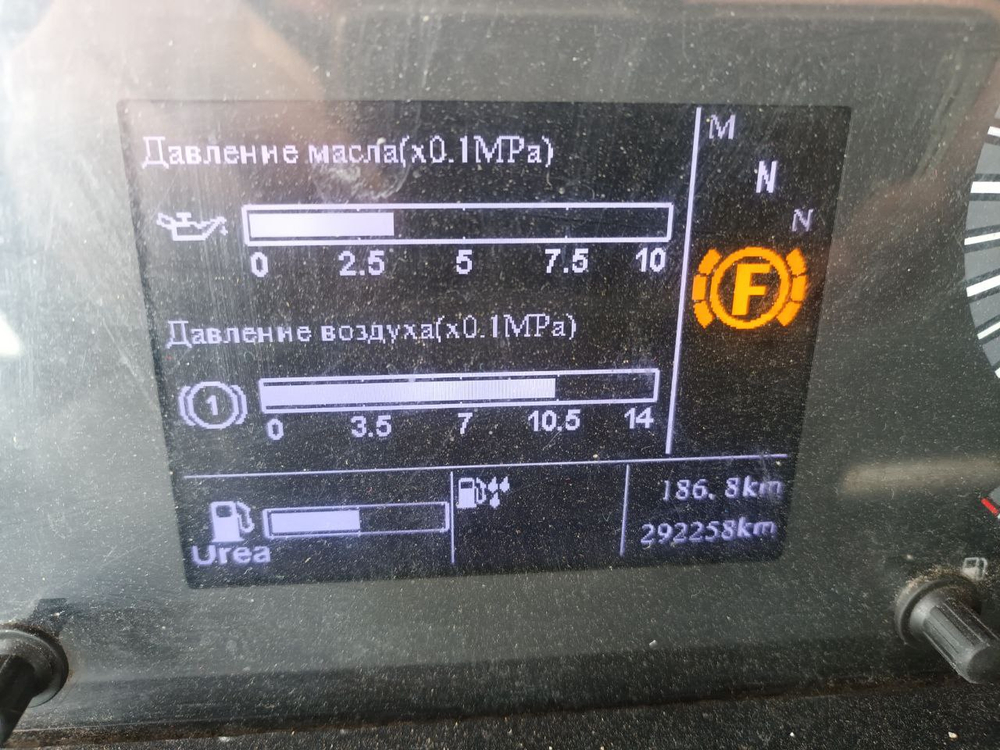 Давление масла(x0.1MPa)
0 2.5 5 7.5 10
Давление воздуха(x0.1MPa)
1
0 3.5 7 10.5 14
M
N
N
F
Urea
186.8km
292258km